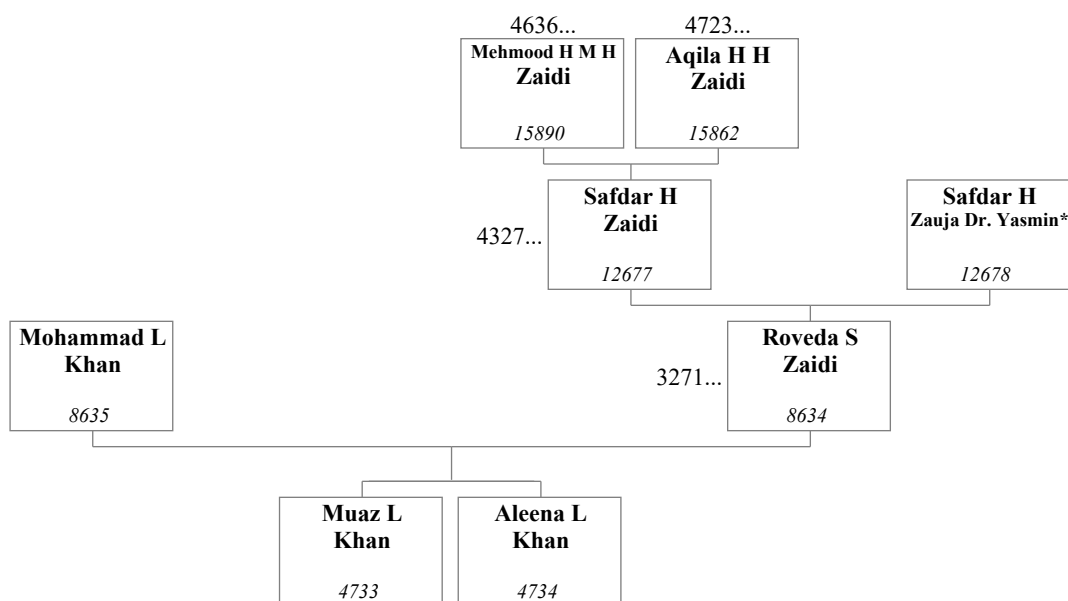 4636...
4723...
Mehmood H M H
Zaidi
15890
Aqila H H
Zaidi
15862
4327...
Safdar H
Zaidi
12677
Safdar H
Zauja Dr. Yasmin*
12678
Mohammad L
Khan
8635
3271...
Roveda S
Zaidi
8634
Muaz L
Khan
4733
Aleena L
Khan
4734